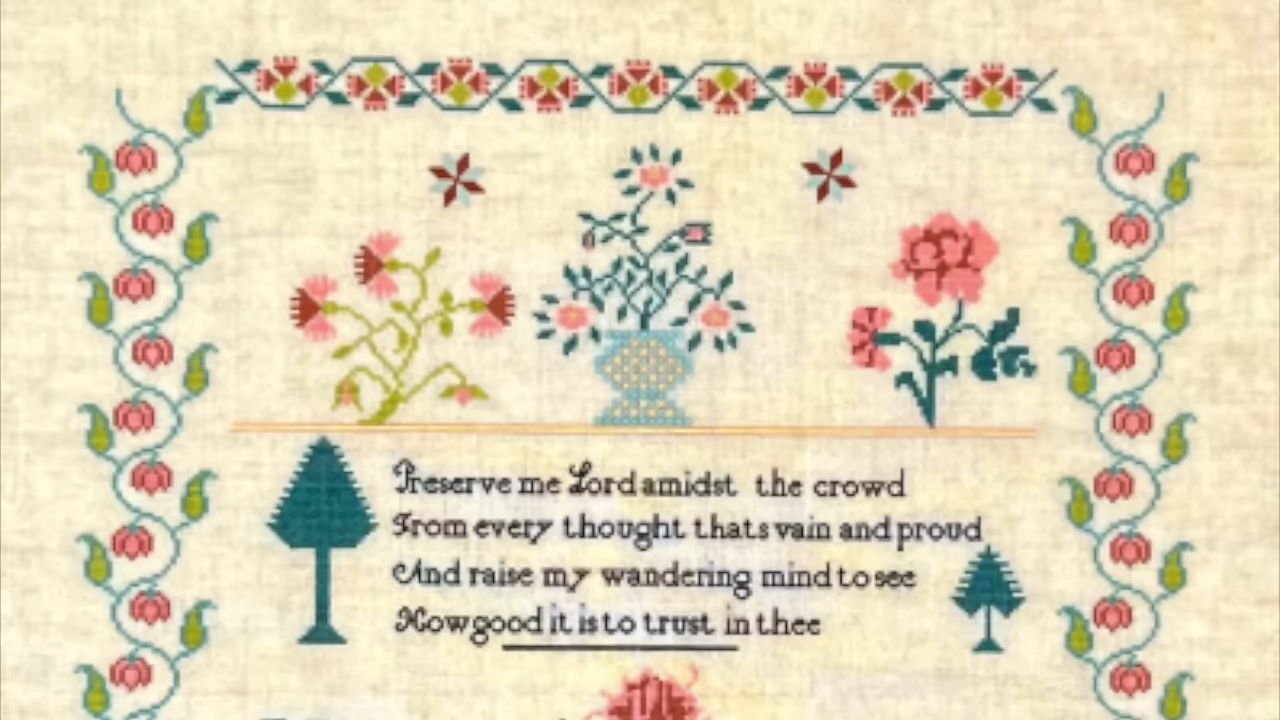 Preserve me Lord amidst the crowd
From every thought thats vain and proud
And raise my wandering mind to see
How good it is to trust in thee